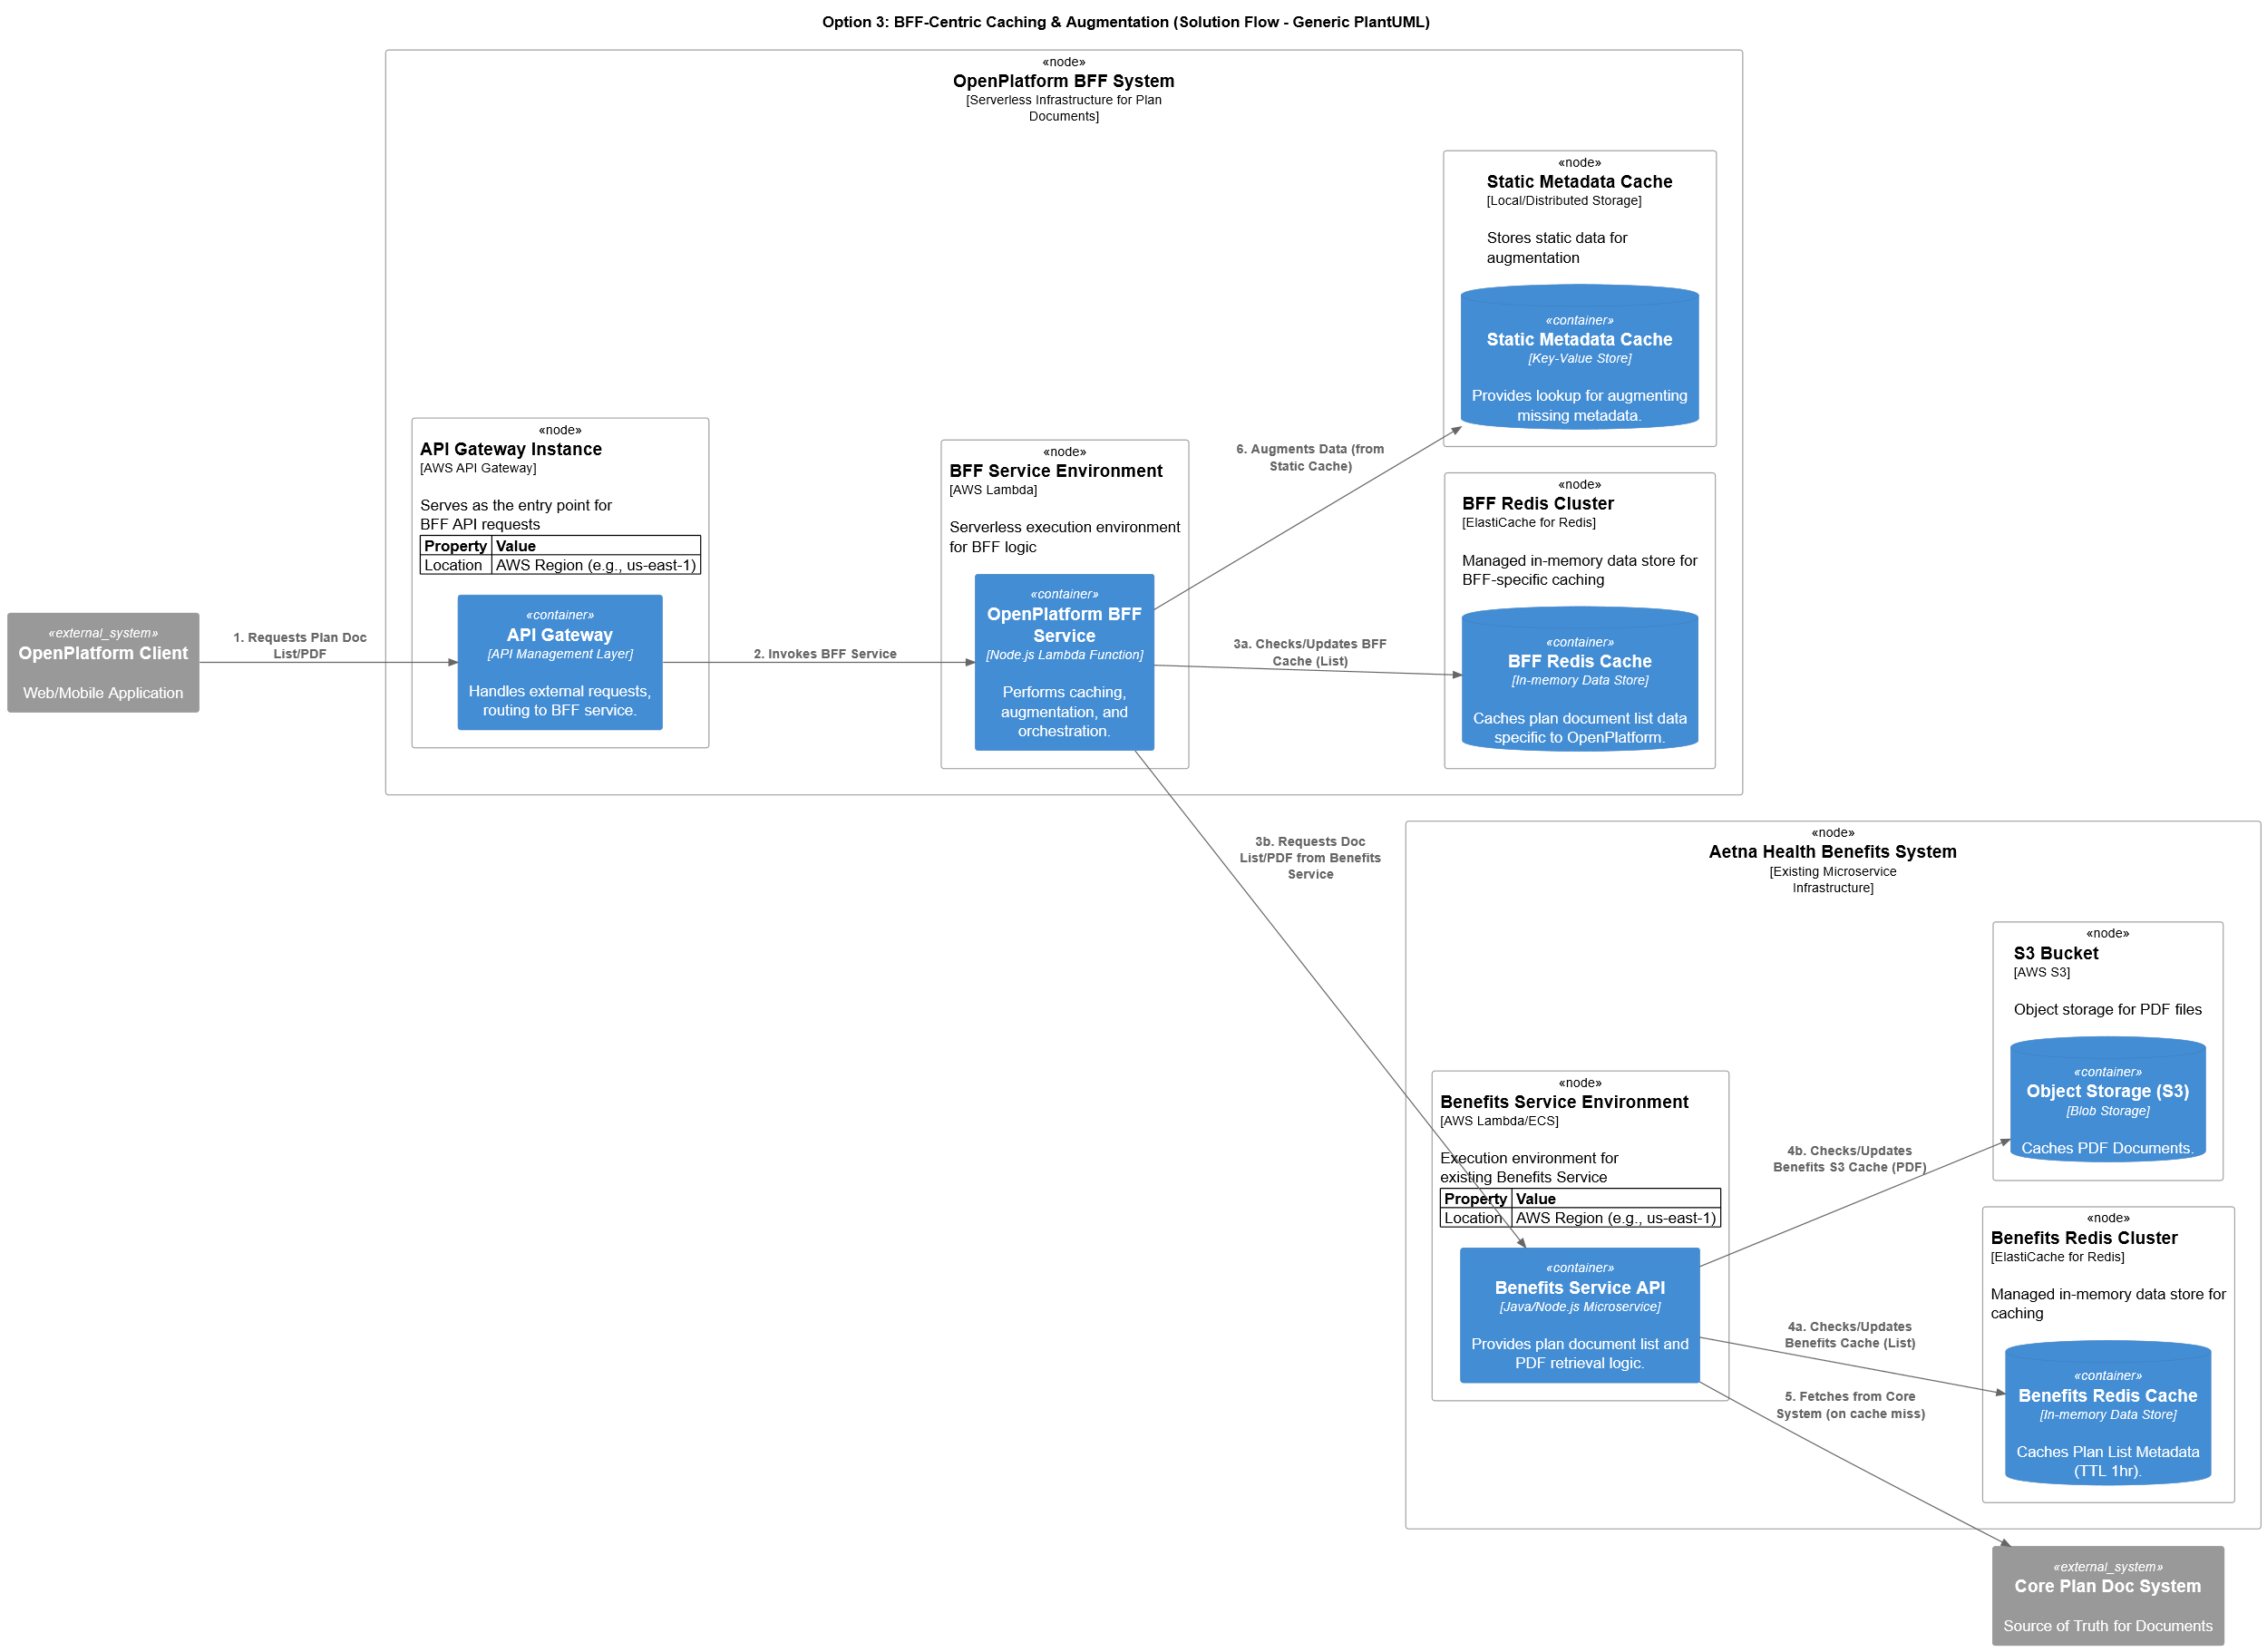 Option 3: BFF-Centric Caching & Augmentation (Solution Flow - Generic PlantUML)
«node»
OpenPlatform BFF System
[Serverless Infrastructure for Plan
Documents]
«node»
Static Metadata Cache
[Local/Distributed Storage]
Stores static data for
augmentation
«container»
Static Metadata Cache
[Key-Value Store]
Provides lookup for augmenting
missing metadata.
«node»
API Gateway Instance
[AWS API Gateway]
Serves as the entry point for
BFF API requests
Property Value
Location AWS Region (e.g., us-east-1)
«container»
API Gateway
[API Management Layer]
Handles external requests,
routing to BFF service.
«node»
BFF Service Environment
[AWS Lambda]
Serverless execution environment
for BFF logic
«container»
OpenPlatform BFF
Service
[Node.js Lambda Function]
Performs caching,
augmentation, and
orchestration.
6. Augments Data (from
Static Cache)
«node»
BFF Redis Cluster
[ElastiCache for Redis]
Managed in-memory data store for
BFF-specific caching
«container»
BFF Redis Cache
[In-memory Data Store]
Caches plan document list data
specific to OpenPlatform.
«external_system»
OpenPlatform Client
Web/Mobile Application
1. Requests Plan Doc
List/PDF
2. Invokes BFF Service
3a. Checks/Updates BFF
Cache (List)
3b. Requests Doc
List/PDF from Benefits
Service
«node»
Aetna Health Benefits System
[Existing Microservice
Infrastructure]
«node»
S3 Bucket
[AWS S3]
Object storage for PDF files
«container»
Object Storage (S3)
[Blob Storage]
Caches PDF Documents.
«node»
Benefits Service Environment
[AWS Lambda/ECS]
Execution environment for
existing Benefits Service
Property Value
Location AWS Region (e.g., us-east-1)
«container»
Benefits Service API
[Java/Node.js Microservice]
Provides plan document list and
PDF retrieval logic.
4b. Checks/Updates
Benefits S3 Cache (PDF)
«node»
Benefits Redis Cluster
[ElastiCache for Redis]
Managed in-memory data store for
caching
«container»
Benefits Redis Cache
[In-memory Data Store]
Caches Plan List Metadata
(TTL 1hr).
4a. Checks/Updates
Benefits Cache (List)
5. Fetches from Core
System (on cache miss)
«external_system»
Core Plan Doc System
Source of Truth for Documents